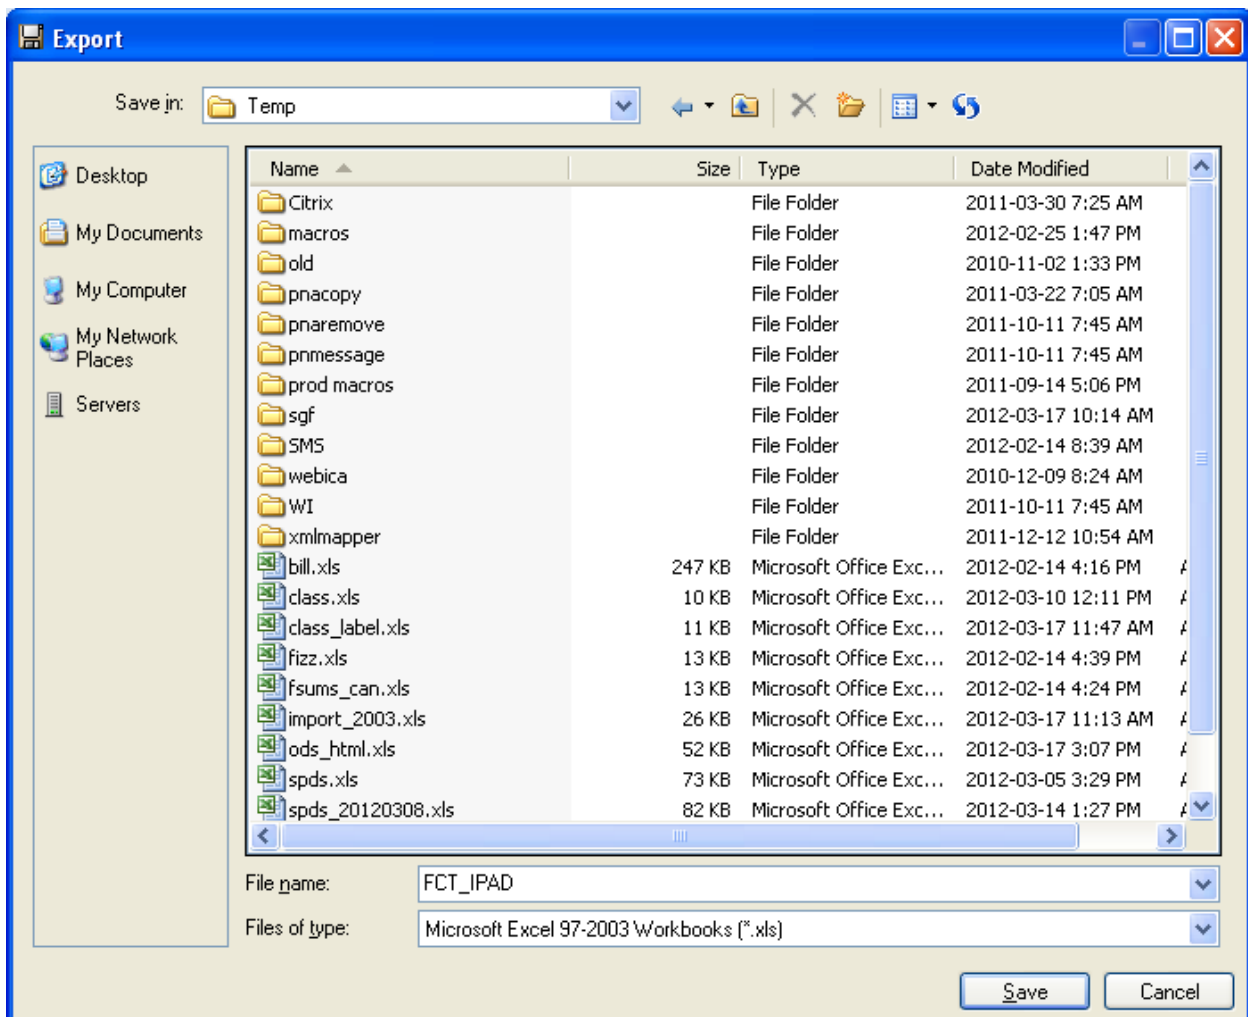 Export
Save in: Temp
Desktop
My Documents
My Computer
My Network
Places
Servers
Name Size Type Date Modified
Citrix File Folder 2011-03-30 7:25 AM
macros File Folder 2012-02-25 1:47 PM
old File Folder 2010-11-02 1:33 PM
pnacopy File Folder 2011-03-22 7:05 AM
pnaremove File Folder 2011-10-11 7:45 AM
pnmessage File Folder 2011-10-11 7:45 AM
prod macros File Folder 2011-09-14 5:06 PM
sgf File Folder 2012-03-17 10:14 AM
SMS File Folder 2012-02-14 8:39 AM
webica File Folder 2010-12-09 8:24 AM
WI File Folder 2011-10-11 7:45 AM
xmlmapper File Folder 2011-12-12 10:54 AM
bill.xls 247 KB Microsoft Office Exc... 2012-02-14 4:16 PM
class.xls 10 KB Microsoft Office Exc... 2012-03-10 12:11 PM
class_label.xls 11 KB Microsoft Office Exc... 2012-03-17 11:47 AM
fizz.xls 13 KB Microsoft Office Exc... 2012-02-14 4:39 PM
fsums_can.xls 13 KB Microsoft Office Exc... 2012-02-14 4:24 PM
import_2003.xls 26 KB Microsoft Office Exc... 2012-03-17 11:13 AM
ods_html.xls 52 KB Microsoft Office Exc... 2012-03-17 3:07 PM
spds.xls 73 KB Microsoft Office Exc... 2012-03-05 3:29 PM
spds_20120308.xls 82 KB Microsoft Office Exc... 2012-03-14 1:27 PM
File name: FCT_IPAD
Files of type: Microsoft Excel 97-2003 Workbooks (*.xls)
Save Cancel